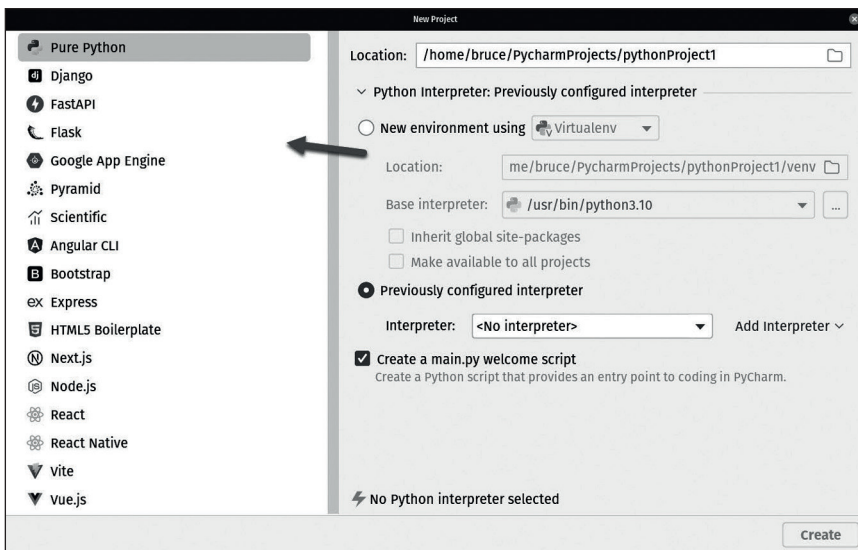 New Project
Pure Python
Django
FastAPI
Flask
Google App Engine
Pyramid
Scientific
Angular CLI
Bootstrap
ex Express
HTML5 Boilerplate
Next.js
Node.js
React
React Native
Vite
Vue.js
Location: /home/bruce/PycharmProjects/pythonProject1
Python Interpreter: Previously configured interpreter
New environment using Virtualenv
Location: me/bruce/PycharmProjects/pythonProject1/venv
Base interpreter: /usr/bin/python3.10 ...
Inherit global site-packages
Make available to all projects
Previously configured interpreter
Interpreter: <No interpreter> Add Interpreter
Create a main.py welcome script
Create a Python script that provides an entry point to coding in PyCharm.
No Python interpreter selected
Create